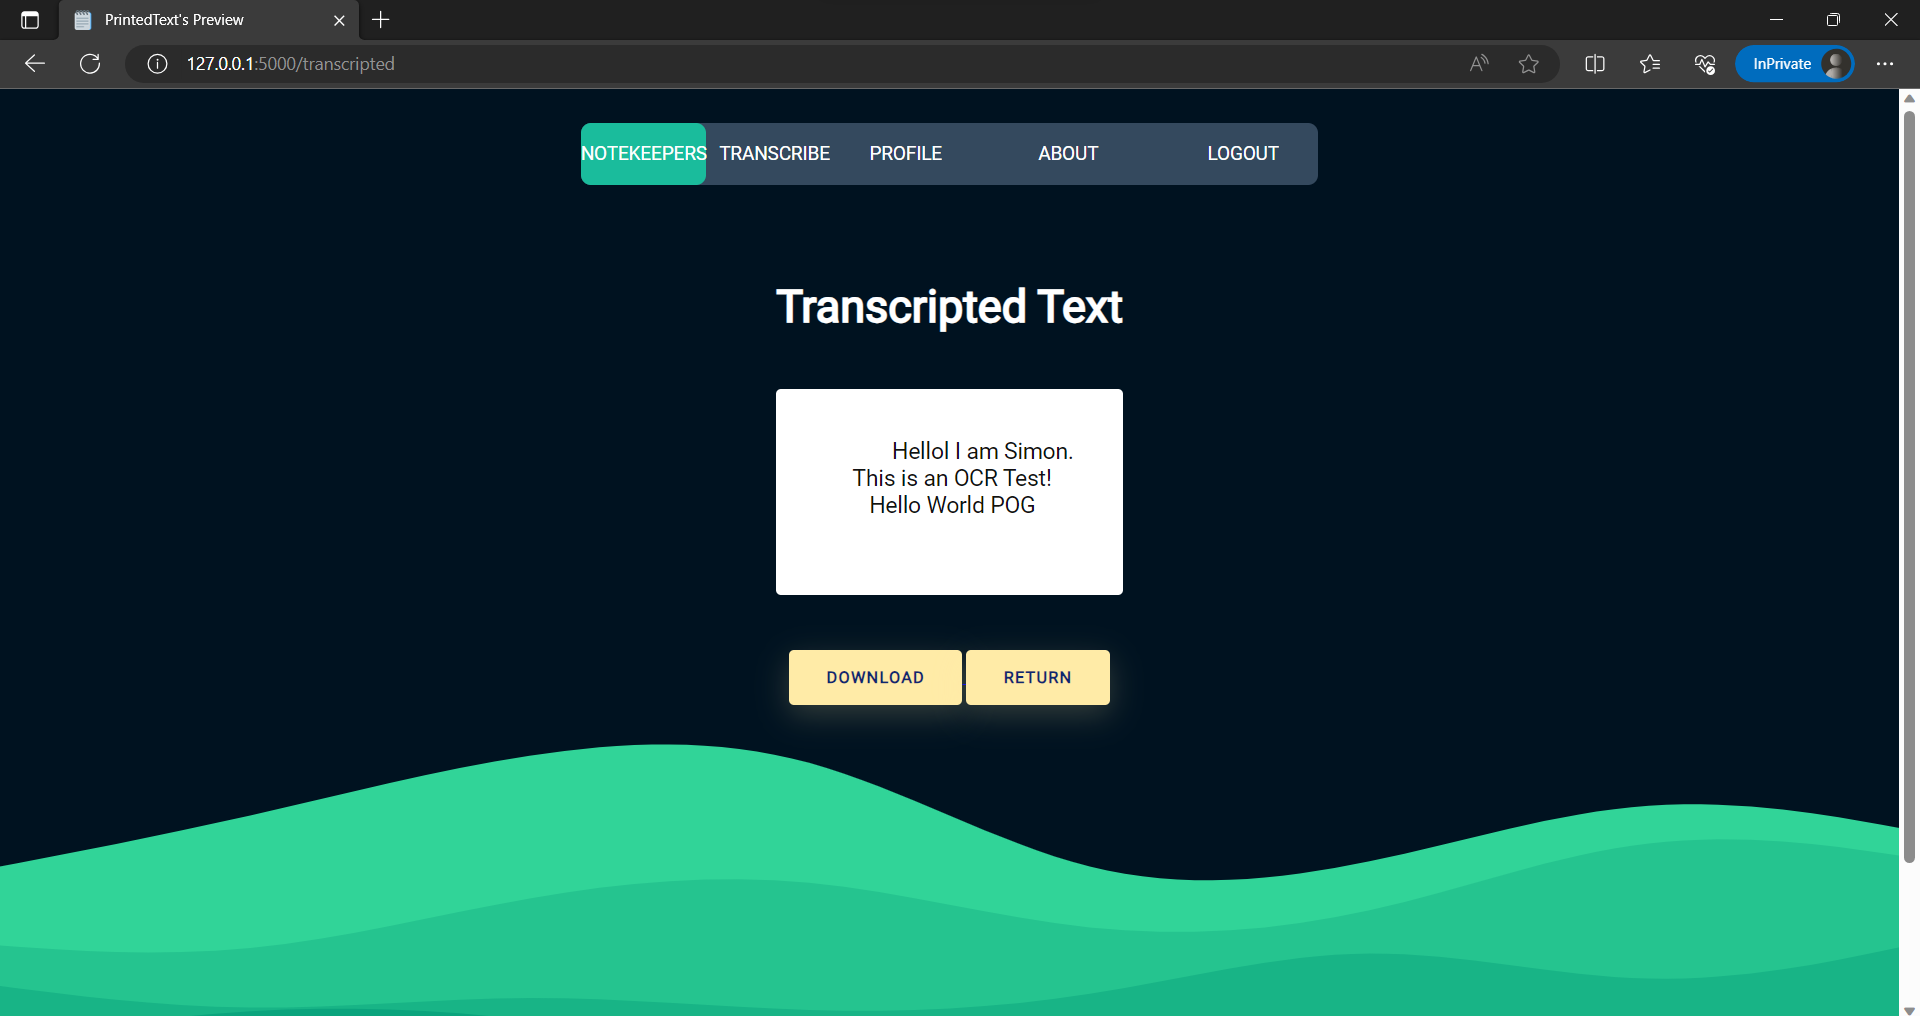 PrintedText's Preview
127.0.0.1:5000/transcripted
InPrivate
NOTEKEEPERS TRANSCRIBE PROFILE ABOUT LOGOUT
Transcripted Text
Hellol I am Simon.
This is an OCR Test!
Hello World POG
DOWNLOAD RETURN